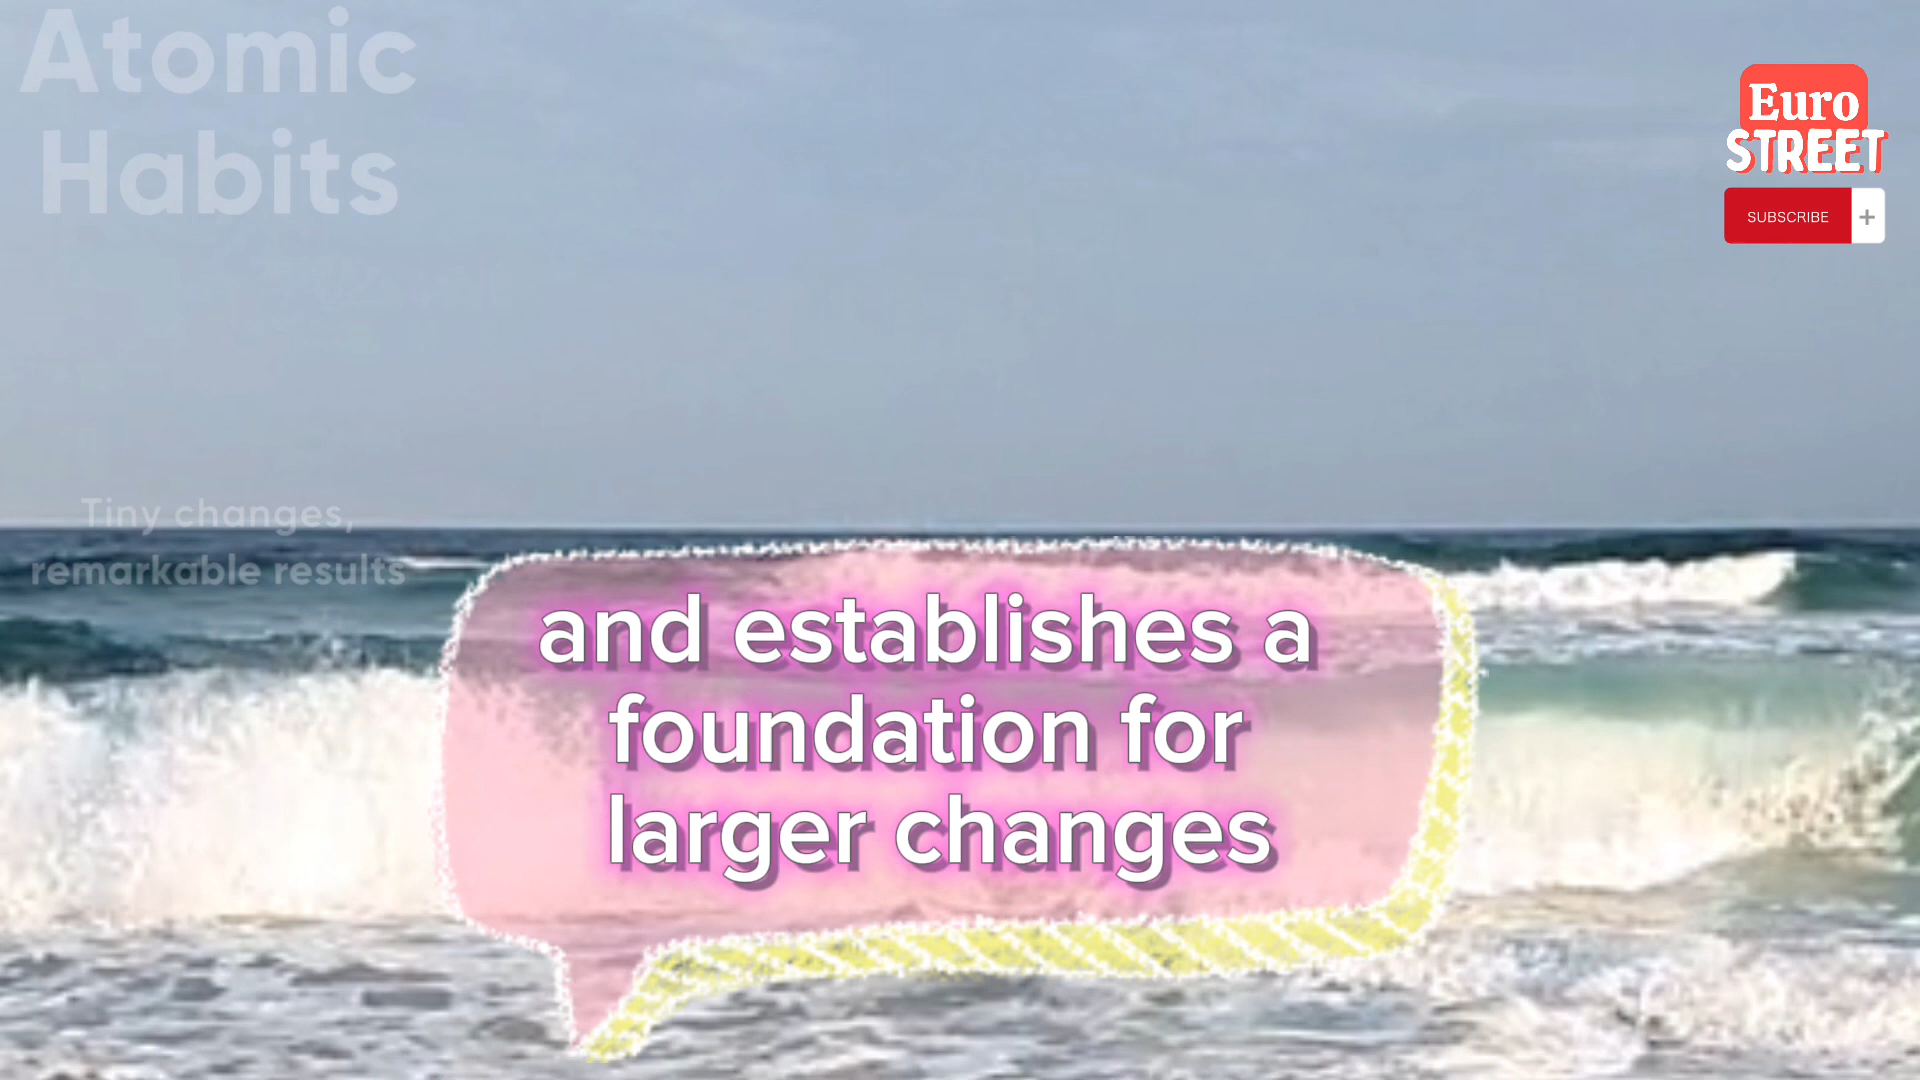 Atomic
Habits
Euro
STREET
SUBSCRIBE +
Tiny changes,
remarkable results
and establishes a
foundation for
larger changes